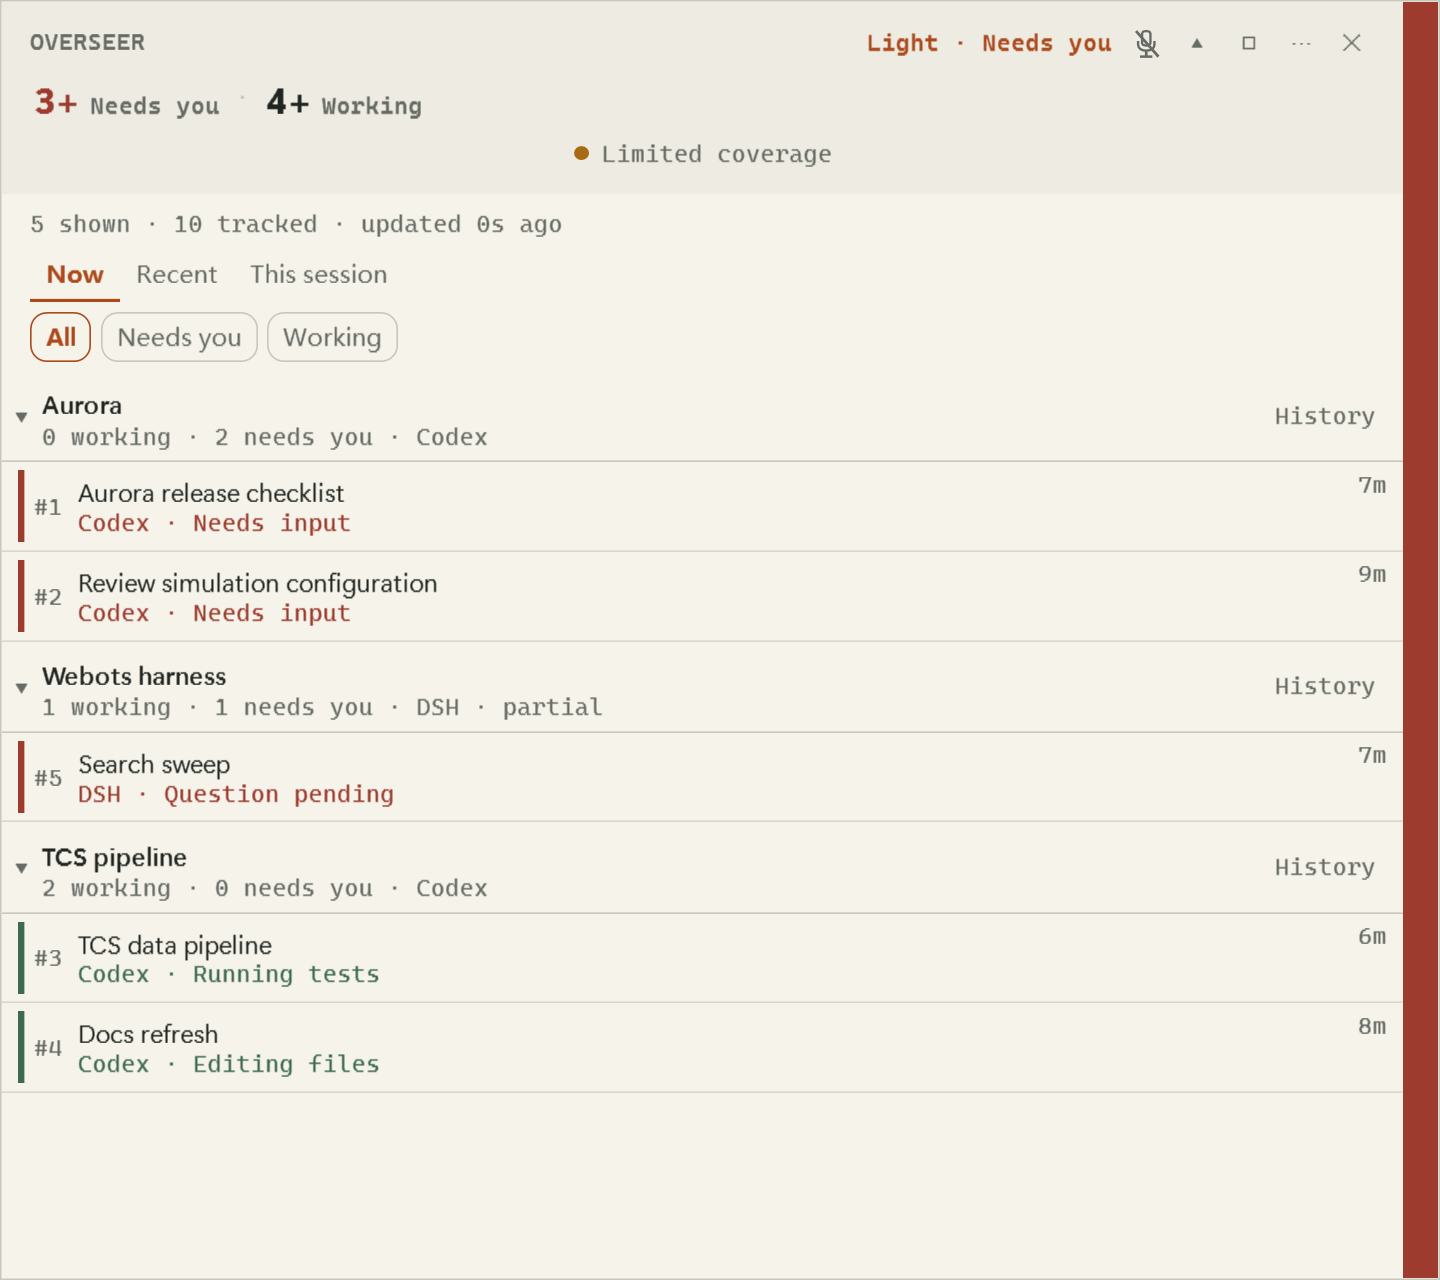 OVERSEER
Light · Needs you ···
3+ Needs you · 4+ Working
Limited coverage
5 shown · 10 tracked · updated 0s ago
Now Recent This session
All Needs you Working
Aurora
History
0 working · 2 needs you · Codex
#1 Aurora release checklist 7m
Codex · Needs input
#2 Review simulation configuration 9m
Codex · Needs input
Webots harness
History
1 working · 1 needs you · DSH · partial
#5 Search sweep 7m
DSH · Question pending
TCS pipeline
History
2 working · 0 needs you · Codex
#3 TCS data pipeline 6m
Codex · Running tests
#4 Docs refresh 8m
Codex · Editing files